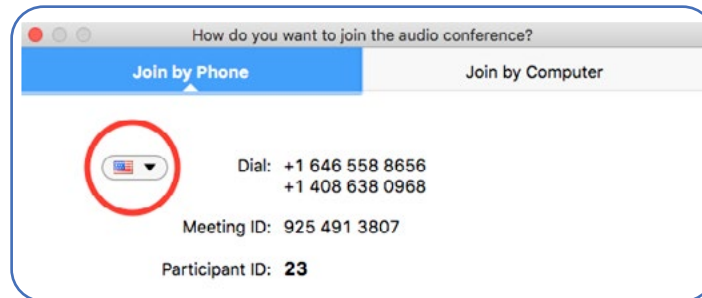 How do you want to join the audio conference?
Join by Phone Join by Computer
Dial: +1 646 558 8656
+1 408 638 0968
Meeting ID: 925 491 3807
Participant ID: 23